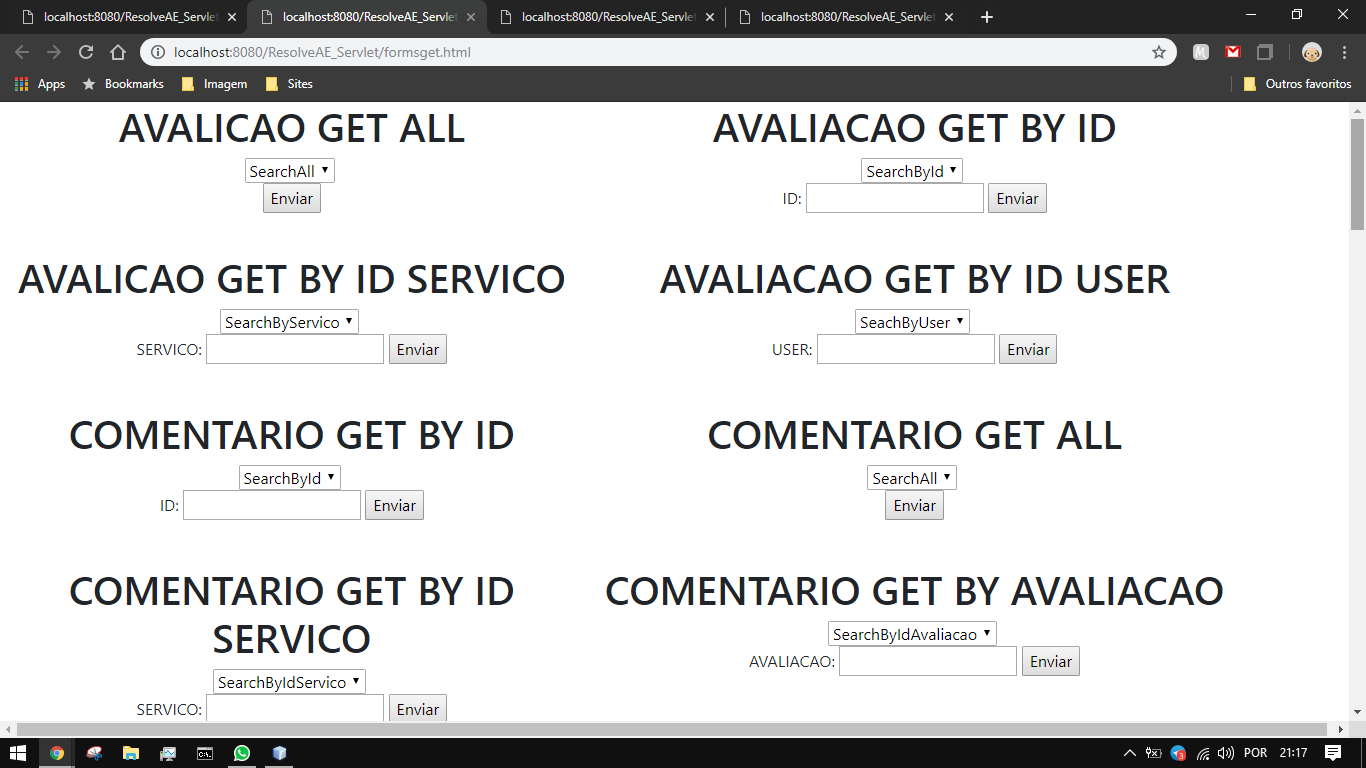 localhost:8080/ResolveAE_Servlet
localhost:8080/ResolveAE_Servlet
localhost:8080/ResolveAE_Servlet
localhost:8080/ResolveAE_Servlet
localhost:8080/ResolveAE_Servlet/formsget.html
M
Apps
Bookmarks
Imagem
Sites
Outros favoritos
AVALICAO GET ALL
SearchAll
Enviar
AVALIACAO GET BY ID
SearchById
ID:
Enviar
AVALICAO GET BY ID SERVICO
SearchByServico
SERVICO:
Enviar
AVALIACAO GET BY ID USER
SeachByUser
USER:
Enviar
COMENTARIO GET BY ID
SearchById
ID:
Enviar
COMENTARIO GET ALL
SearchAll
Enviar
COMENTARIO GET BY ID
SERVICO
SearchByIdServico
SERVICO:
Enviar
COMENTARIO GET BY AVALIACAO
SearchByIdAvaliacao
AVALIACAO:
Enviar
3
POR
21:17